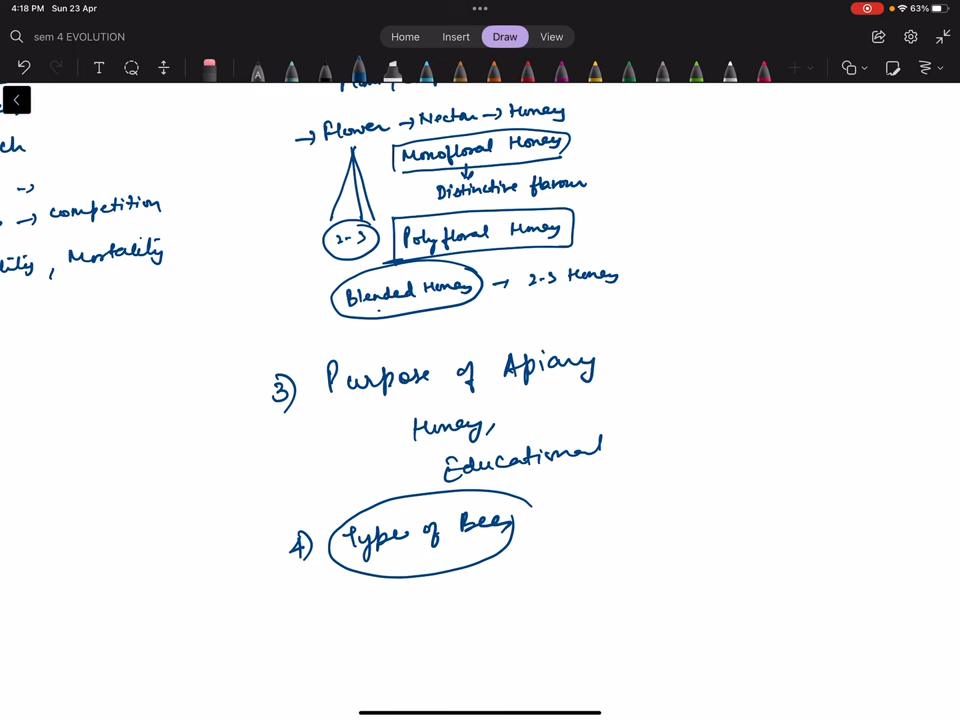 4:18 PM Sun 23 Apr
63%
sem 4 EVOLUTION
Home Insert Draw View
→ Flower → Nectar → Honey
Monofloral Honey
Distinctive flavour
2-3
Polyfloral Honey
Blended Honey → 2-3 Honey
→ competition
, Mortality
3) Purpose of Apiary
Honey,
Educational
4) Type of Bees